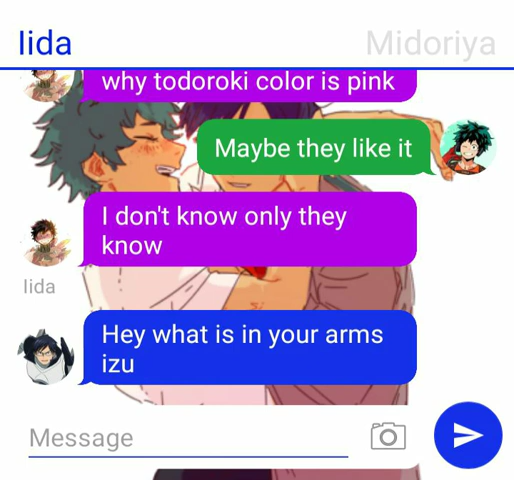 Iida Midoriya
why todoroki color is pink
Maybe they like it
I don't know only they
know
Iida
Hey what is in your arms
izu
Message